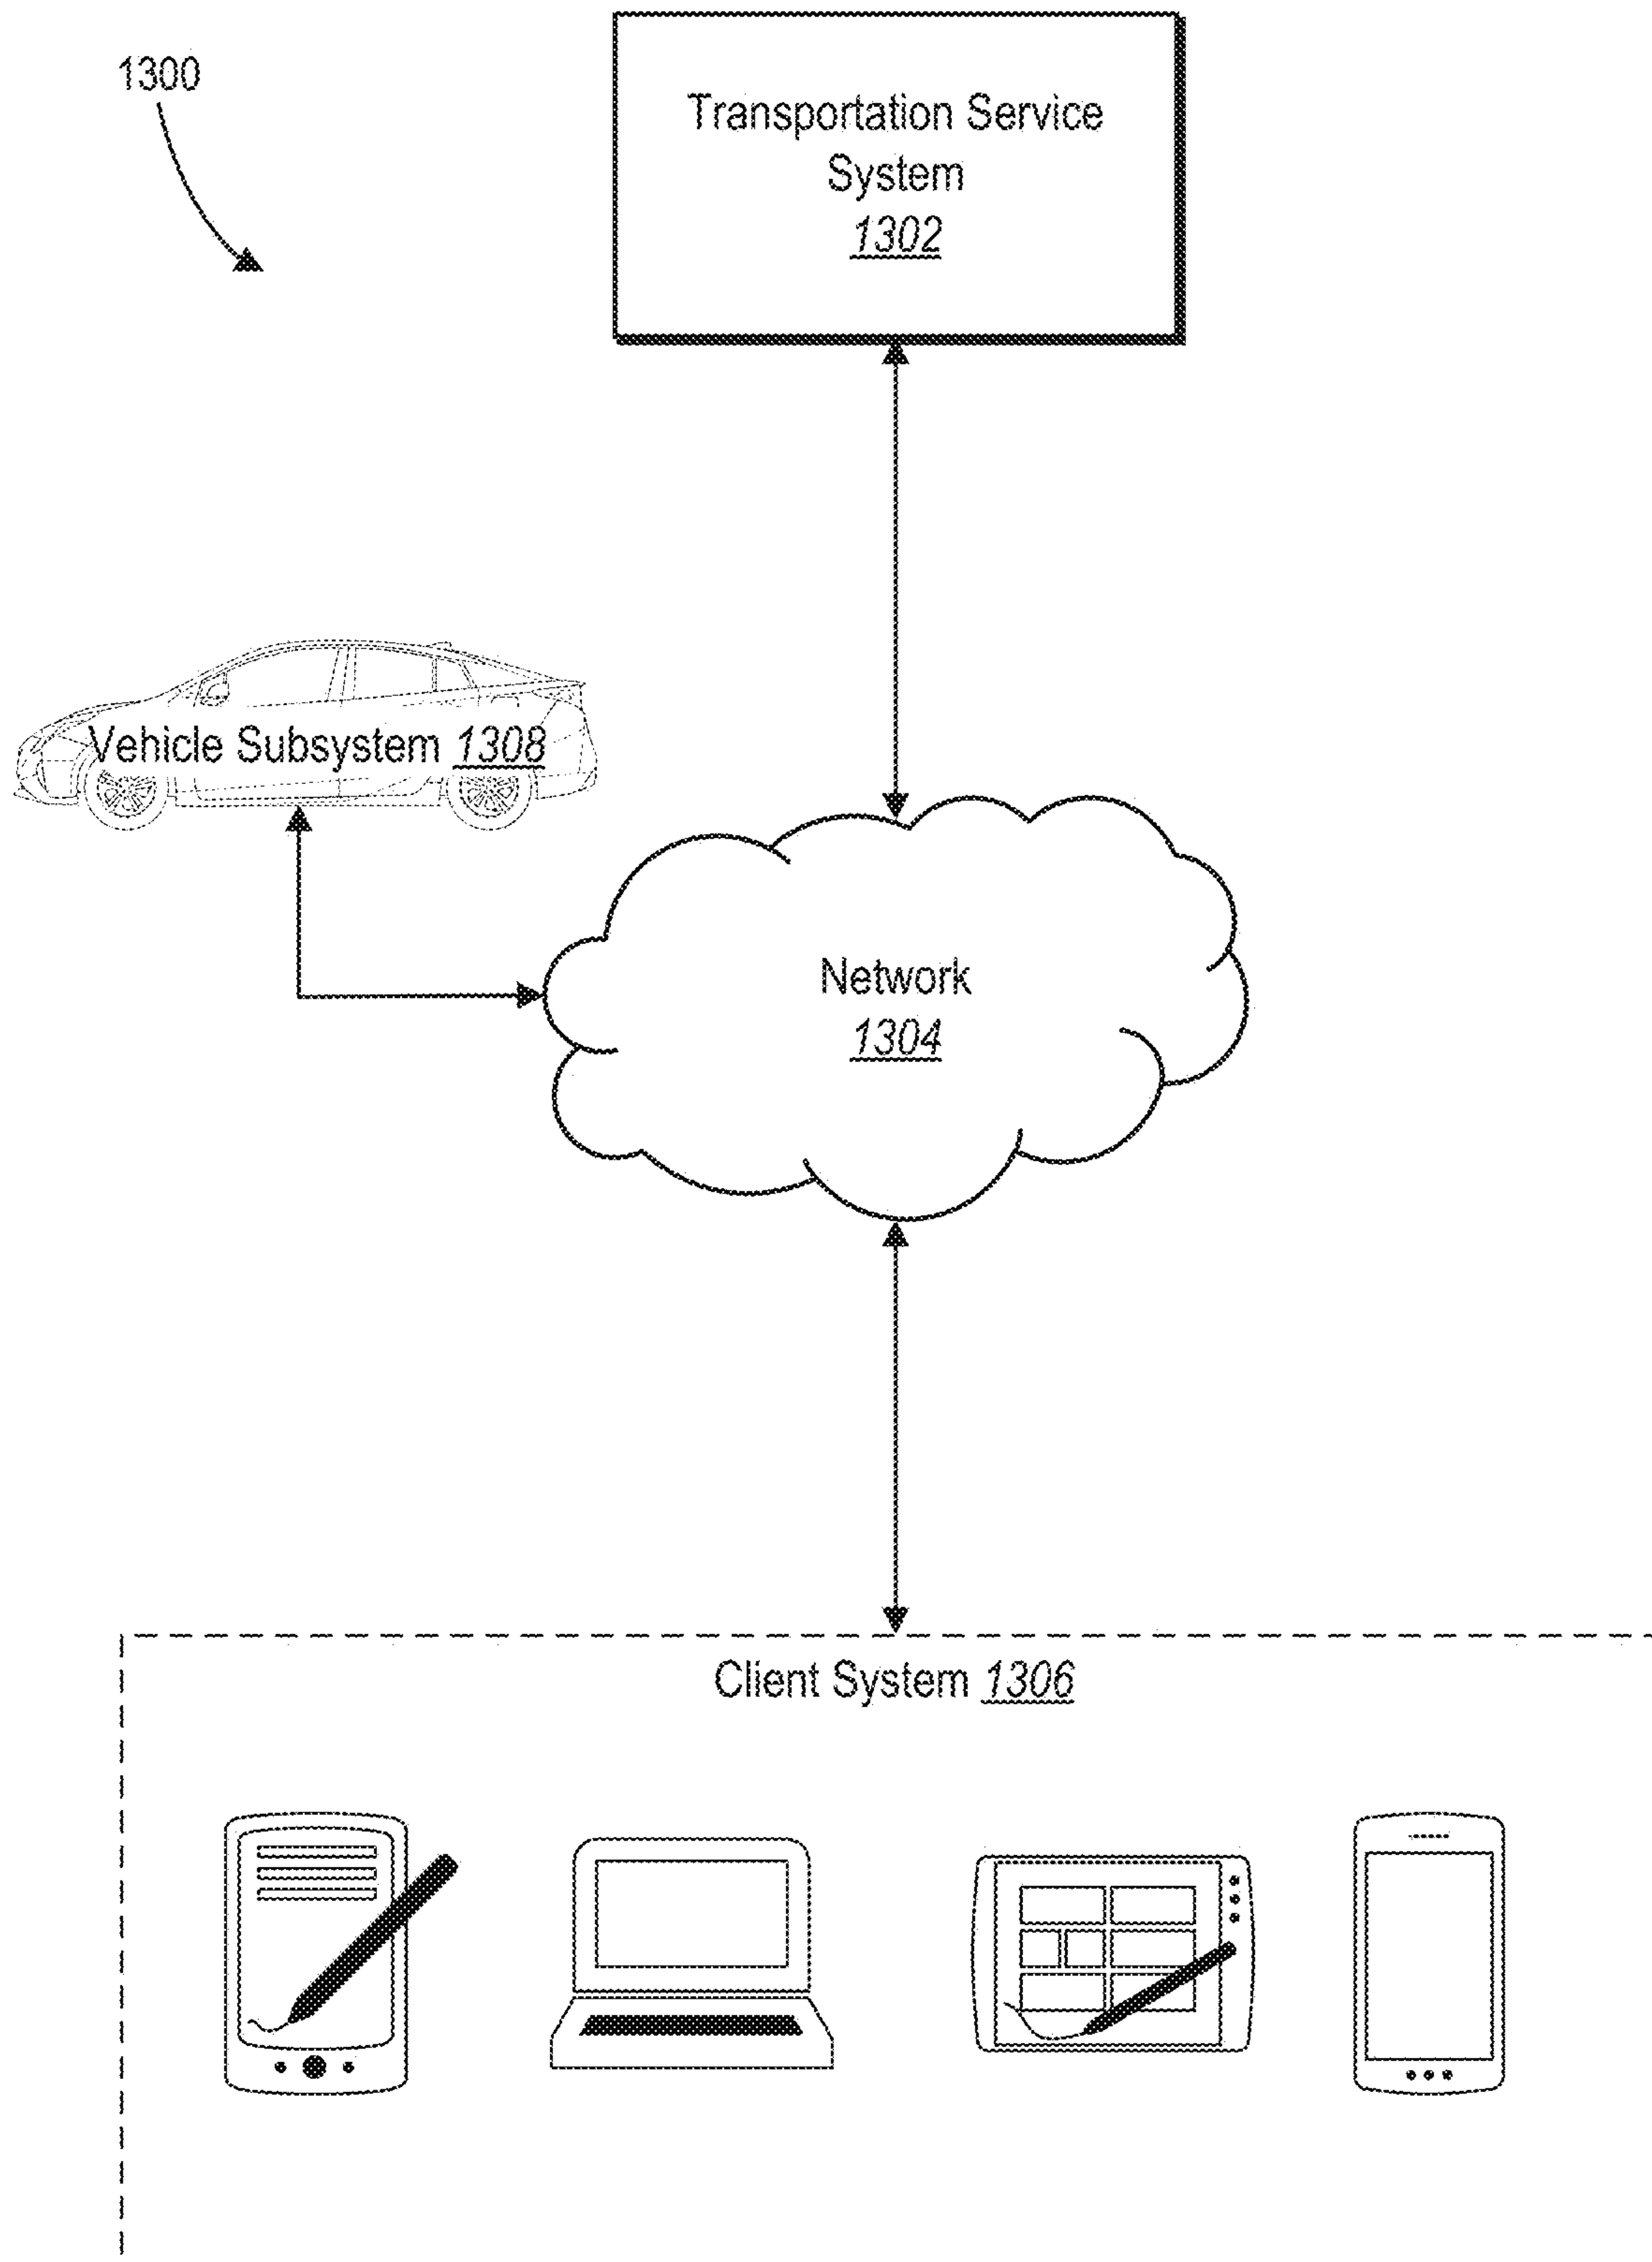 1300
Transportation Service
System
1302
Vehicle Subsystem 1308
Network
1304
Client System 1306